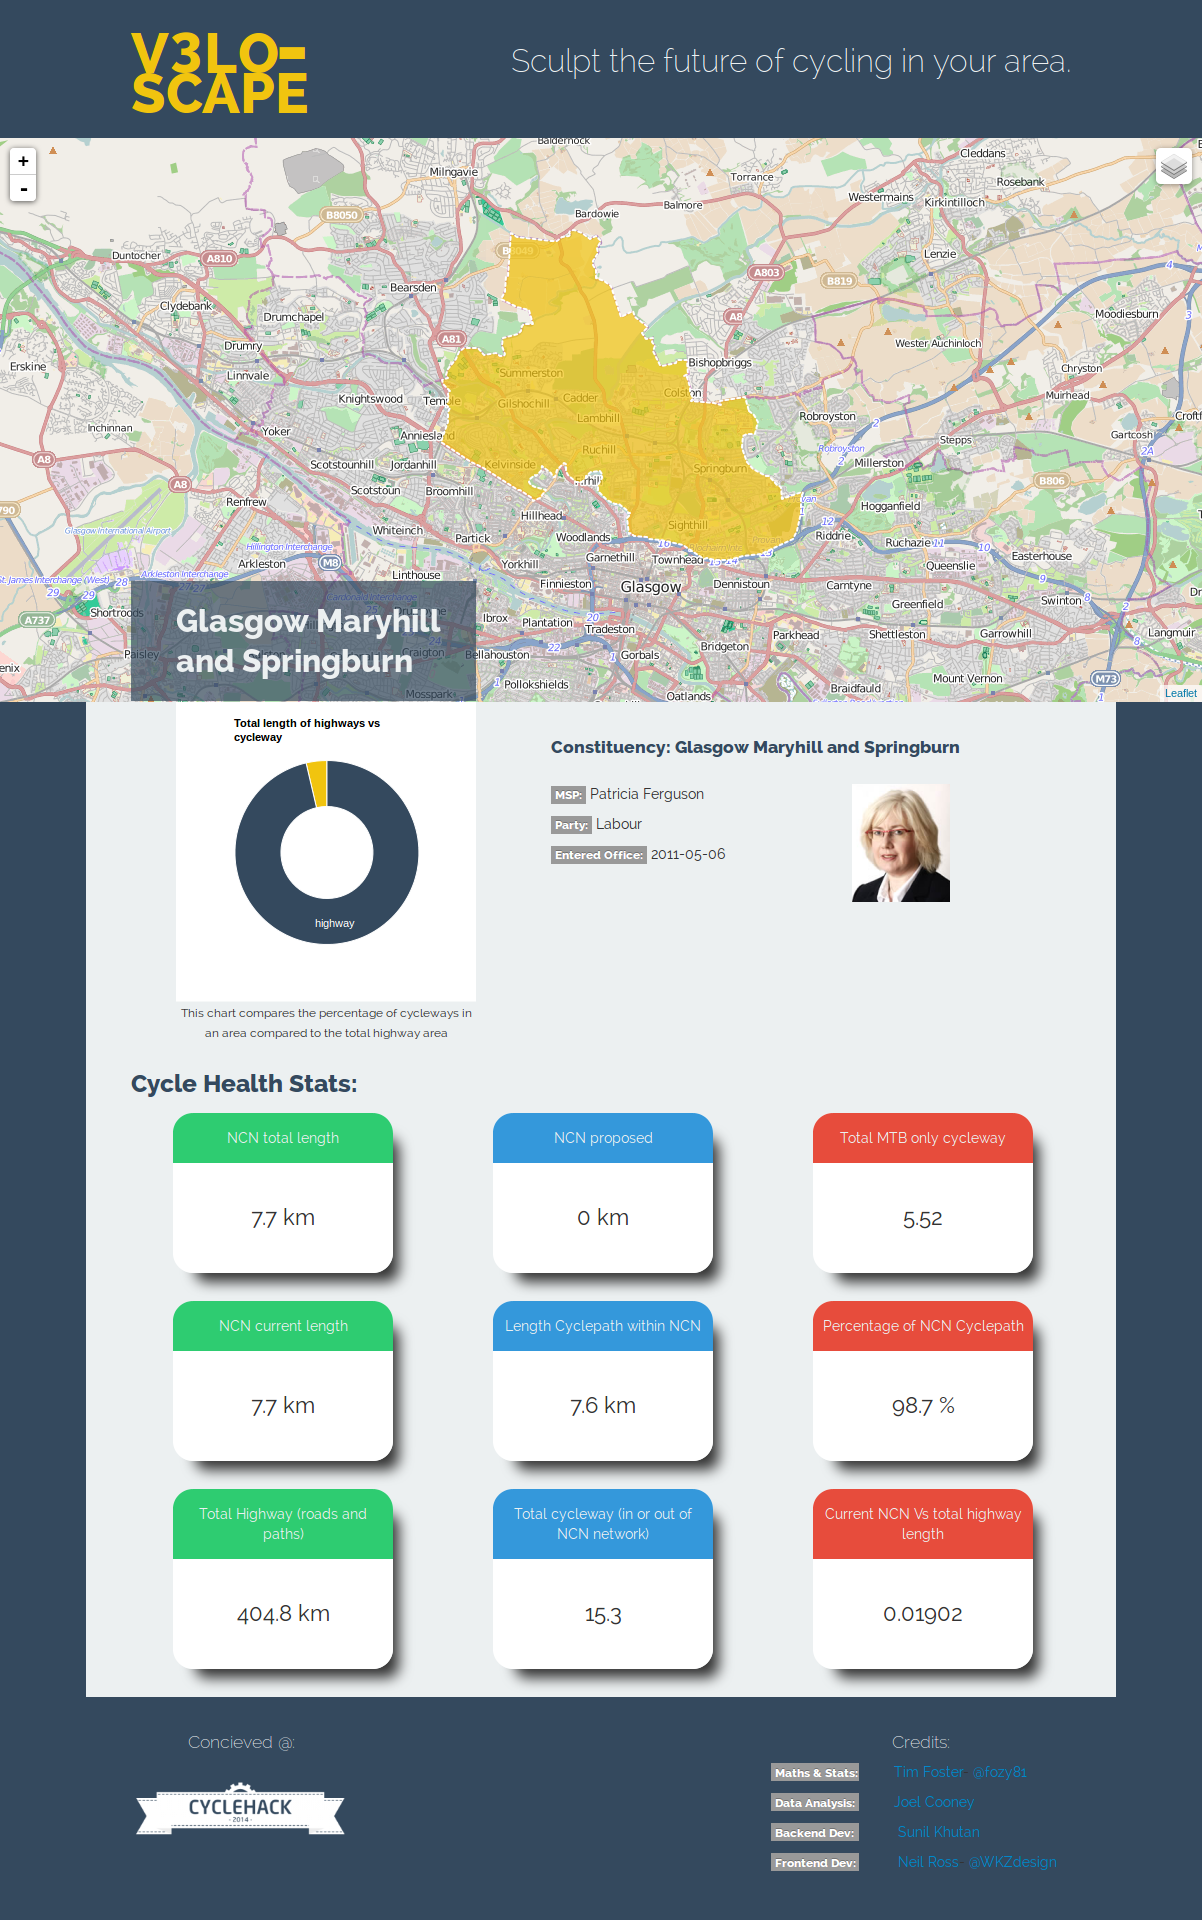 V3LO-
SCAPE
Sculpt the future of cycling in your area.
+
-
Baldernock
Cleddans
Milngavie
Torrance
Rosebank
Balmore
Westermains
Kirkintilloch
Bardowie
B8050
B8049
Duntocher
A810
Lenzie
A803
B819
Bearsden
Clydebank
Drumchapel
A8
Moodiesburn
A81
Drumry
Wester Auchinloch
Erskine
Bishopbriggs
Linnvale
Summerston
Chryston
Knightswood
Temple
Gilshochill
Cadder
Colston
Muirhead
Lambhill
Robroyston
Inchinnan
Yoker
Anniesland
Gartcosh
Ruchill
Robroyston
Stepps
A8
Scotstounhill
Jordanhill
Kelvinside
Springburn
Millerston
2A
A8
Scotstoun
Broomhill
B806
Renfrew
Hogganfield
Hillhead
Sighthill
Glasgow International Airport
Whiteinch
Partick
Woodlands
Riddrie
Ruchazie
Hillington Interchange
Garnethill
Townhead
Easterhouse
Arkleston
M8
Yorkhill
Queenslie
St. James Interchange (West)
Arkleston Interchange
Linthouse
Finnieston
Glasgow
Dennistoun
Carntyne
Swinton
Cardonald Interchange
Greenfield
A737
Ibrox
Plantation
Tradeston
Parkhead
Shettleston
Garrowhill
Langmuir
Paisley
Craigton
Bellahouston
Gorbals
Bridgeton
Pollokshields
Mosspark
Oatlands
Braidfauld
Mount Vernon
M73
Leaflet
Glasgow Maryhill
and Springburn
Total length of highways vs
cycleway
highway
This chart compares the percentage of cycleways in
an area compared to the total highway area
Constituency: Glasgow Maryhill and Springburn
MSP: Patricia Ferguson
Party: Labour
Entered Office: 2011-05-06
Cycle Health Stats:
NCN total length
7.7 km
NCN proposed
0 km
Total MTB only cycleway
5.52
NCN current length
7.7 km
Length Cyclepath within NCN
7.6 km
Percentage of NCN Cyclepath
98.7 %
Total Highway (roads and
paths)
404.8 km
Total cycleway (in or out of
NCN network)
15.3
Current NCN Vs total highway
length
0.01902
Concieved @:
CYCLEHACK
- 2014 -
Credits:
Maths & Stats: Tim Foster @fozy81
Data Analysis: Joel Cooney
Backend Dev: Sunil Khutan
Frontend Dev: Neil Ross @WKZdesign